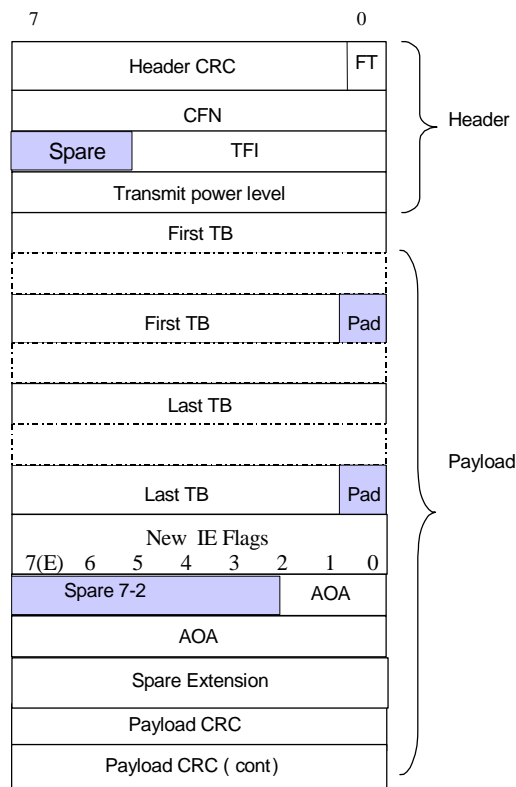 7 0
Header CRC FT
Header
CFN
Spare TFI
Transmit power level
First TB
First TB Pad
Last TB
Payload
Last TB Pad
New IE Flags
7(E) 6 5 4 3 2 1 0
Spare 7-2 AOA
AOA
Spare Extension
Payload CRC
Payload CRC ( cont)